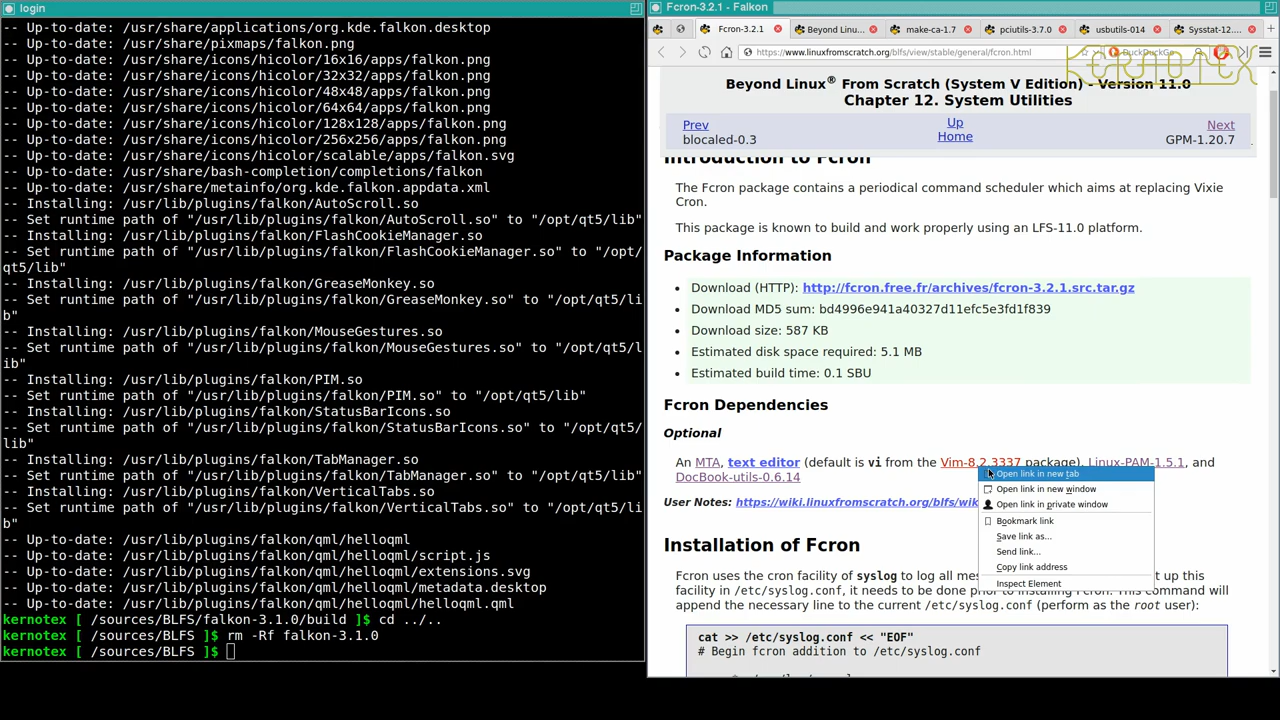 login
-- Up-to-date: /usr/share/applications/org.kde.falkon.desktop
-- Up-to-date: /usr/share/pixmaps/falkon.png
-- Up-to-date: /usr/share/icons/hicolor/16x16/apps/falkon.png
-- Up-to-date: /usr/share/icons/hicolor/32x32/apps/falkon.png
-- Up-to-date: /usr/share/icons/hicolor/48x48/apps/falkon.png
-- Up-to-date: /usr/share/icons/hicolor/64x64/apps/falkon.png
-- Up-to-date: /usr/share/icons/hicolor/128x128/apps/falkon.png
-- Up-to-date: /usr/share/icons/hicolor/256x256/apps/falkon.png
-- Up-to-date: /usr/share/icons/hicolor/scalable/apps/falkon.svg
-- Up-to-date: /usr/share/bash-completion/completions/falkon
-- Up-to-date: /usr/share/metainfo/org.kde.falkon.appdata.xml
-- Installing: /usr/lib/plugins/falkon/AutoScroll.so
-- Set runtime path of "/usr/lib/plugins/falkon/AutoScroll.so" to "/opt/qt5/lib"
-- Installing: /usr/lib/plugins/falkon/FlashCookieManager.so
-- Set runtime path of "/usr/lib/plugins/falkon/FlashCookieManager.so" to "/opt/
qt5/lib"
-- Installing: /usr/lib/plugins/falkon/GreaseMonkey.so
-- Set runtime path of "/usr/lib/plugins/falkon/GreaseMonkey.so" to "/opt/qt5/li
b"
-- Installing: /usr/lib/plugins/falkon/MouseGestures.so
-- Set runtime path of "/usr/lib/plugins/falkon/MouseGestures.so" to "/opt/qt5/l
ib"
-- Installing: /usr/lib/plugins/falkon/PIM.so
-- Set runtime path of "/usr/lib/plugins/falkon/PIM.so" to "/opt/qt5/lib"
-- Installing: /usr/lib/plugins/falkon/StatusBarIcons.so
-- Set runtime path of "/usr/lib/plugins/falkon/StatusBarIcons.so" to "/opt/qt5/
lib"
-- Installing: /usr/lib/plugins/falkon/TabManager.so
-- Set runtime path of "/usr/lib/plugins/falkon/TabManager.so" to "/opt/qt5/lib"
-- Installing: /usr/lib/plugins/falkon/VerticalTabs.so
-- Set runtime path of "/usr/lib/plugins/falkon/VerticalTabs.so" to "/opt/qt5/li
b"
-- Up-to-date: /usr/lib/plugins/falkon/qml/helloqml
-- Up-to-date: /usr/lib/plugins/falkon/qml/helloqml/script.js
-- Up-to-date: /usr/lib/plugins/falkon/qml/helloqml/extensions.svg
-- Up-to-date: /usr/lib/plugins/falkon/qml/helloqml/metadata.desktop
-- Up-to-date: /usr/lib/plugins/falkon/qml/helloqml/helloqml.qml
kernotex [ /sources/BLFS/falkon-3.1.0/build ]$ cd ../..
kernotex [ /sources/BLFS ]$ rm -Rf falkon-3.1.0
kernotex [ /sources/BLFS ]$
Fcron-3.2.1 - Falkon
Fcron-3.2.1 Beyond Linu... make-ca-1.7 pciutils-3.7.0 usbutils-014 Sysstat-12....
https://www.linuxfromscratch.org/blfs/view/stable/general/fcron.html DuckDuckGo
KERNOTEX
Beyond Linux® From Scratch (System V Edition) - Version 11.0
Chapter 12. System Utilities
Prev Up Next
blocaled-0.3 Home GPM-1.20.7
Introduction to Fcron
The Fcron package contains a periodical command scheduler which aims at replacing Vixie
Cron.
This package is known to build and work properly using an LFS-11.0 platform.
Package Information
• Download (HTTP): http://fcron.free.fr/archives/fcron-3.2.1.src.tar.gz
• Download MD5 sum: bd4996e941a40327d11efc5e3fd1f839
• Download size: 587 KB
• Estimated disk space required: 5.1 MB
• Estimated build time: 0.1 SBU
Fcron Dependencies
Optional
An MTA, text editor (default is vi from the Vim-8.2.3337 package), Linux-PAM-1.5.1, and
DocBook-utils-0.6.14
User Notes: https://wiki.linuxfromscratch.org/blfs/wik
Open link in new tab
Open link in new window
Open link in private window
Bookmark link
Save link as...
Send link...
Copy link address
Inspect Element
Installation of Fcron
Fcron uses the cron facility of syslog to log all mes t up this
facility in /etc/syslog.conf, it needs to be done prior to installing Fcron. This command will
append the necessary line to the current /etc/syslog.conf (perform as the root user):
cat >> /etc/syslog.conf << "EOF"
# Begin fcron addition to /etc/syslog.conf